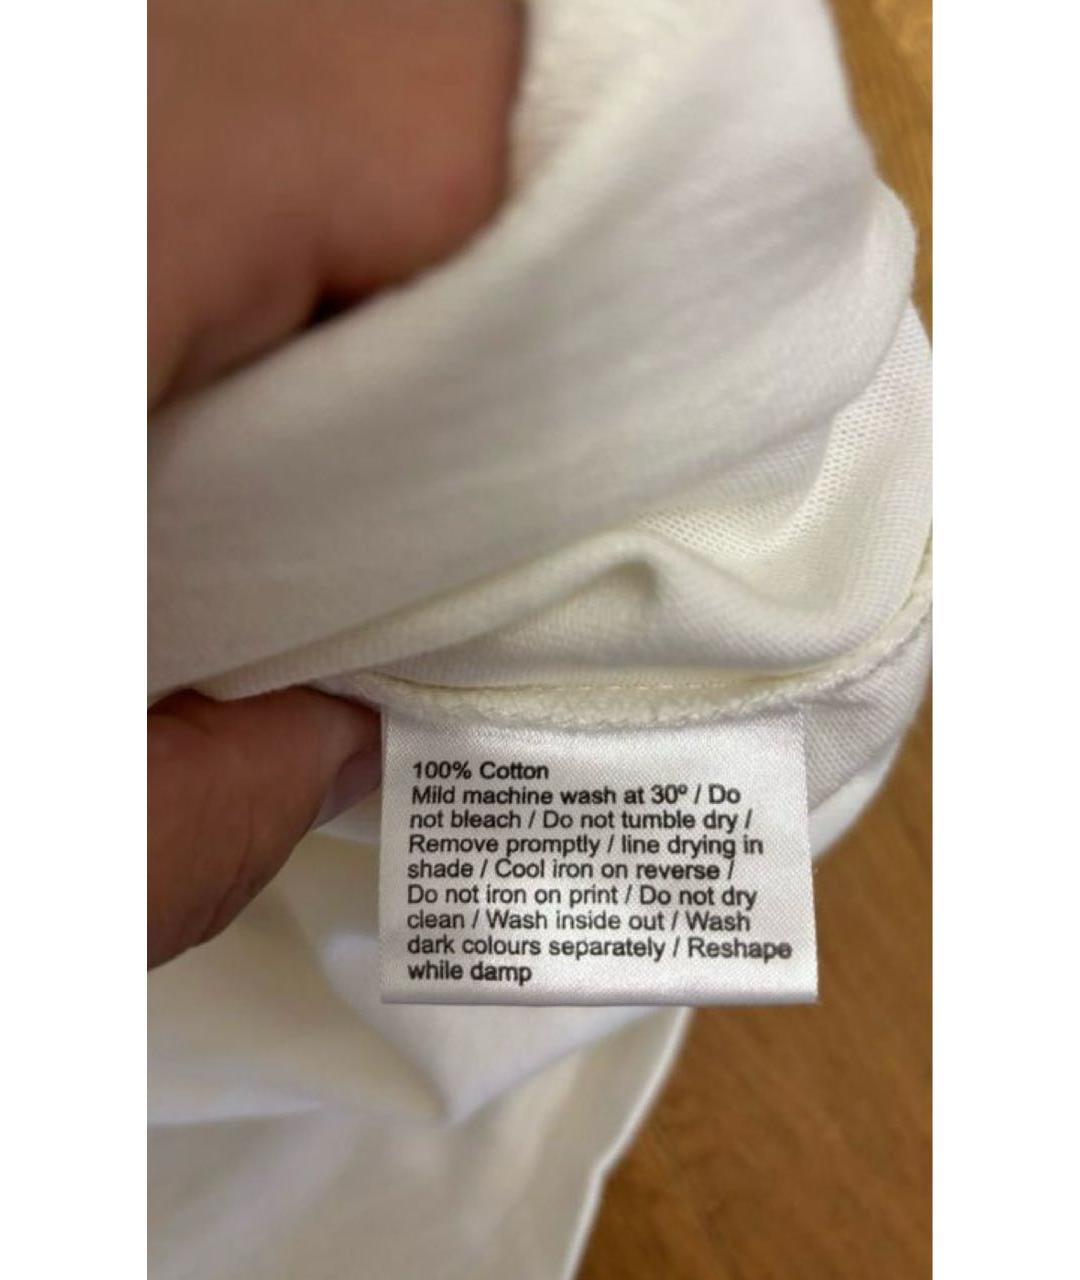 100% Cotton
Mild machine wash at 30º / Do
not bleach / Do not tumble dry /
Remove promptly / line drying in
shade / Cool iron on reverse /
Do not iron on print / Do not dry
clean / Wash inside out / Wash
dark colours separately / Reshape
while damp